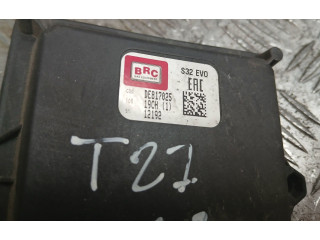 BRC
S32 EVO
DE817025
19CH (1)
12192
EAC
T27